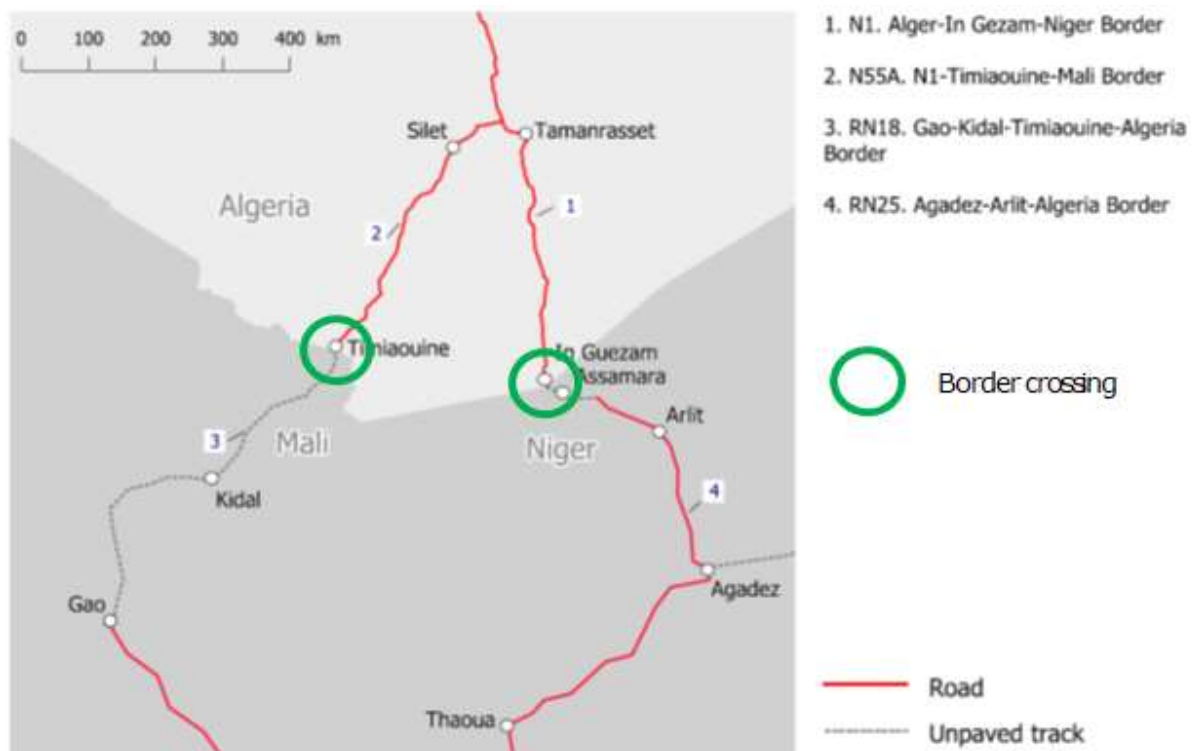 0 100 200 300 400 km
Silet
Tamanrasset
Algeria
1
2
Timiaouine
In Guezam
Assamara
Arlit
3
Mali
Niger
Kidal
4
Gao
Agadez
Thaoua
1. N1. Alger-In Gezam-Niger Border
2. N55A. N1-Timiaouine-Mali Border
3. RN18. Gao-Kidal-Timiaouine-Algeria
Border
4. RN25. Agadez-Arlit-Algeria Border
Border crossing
Road
Unpaved track